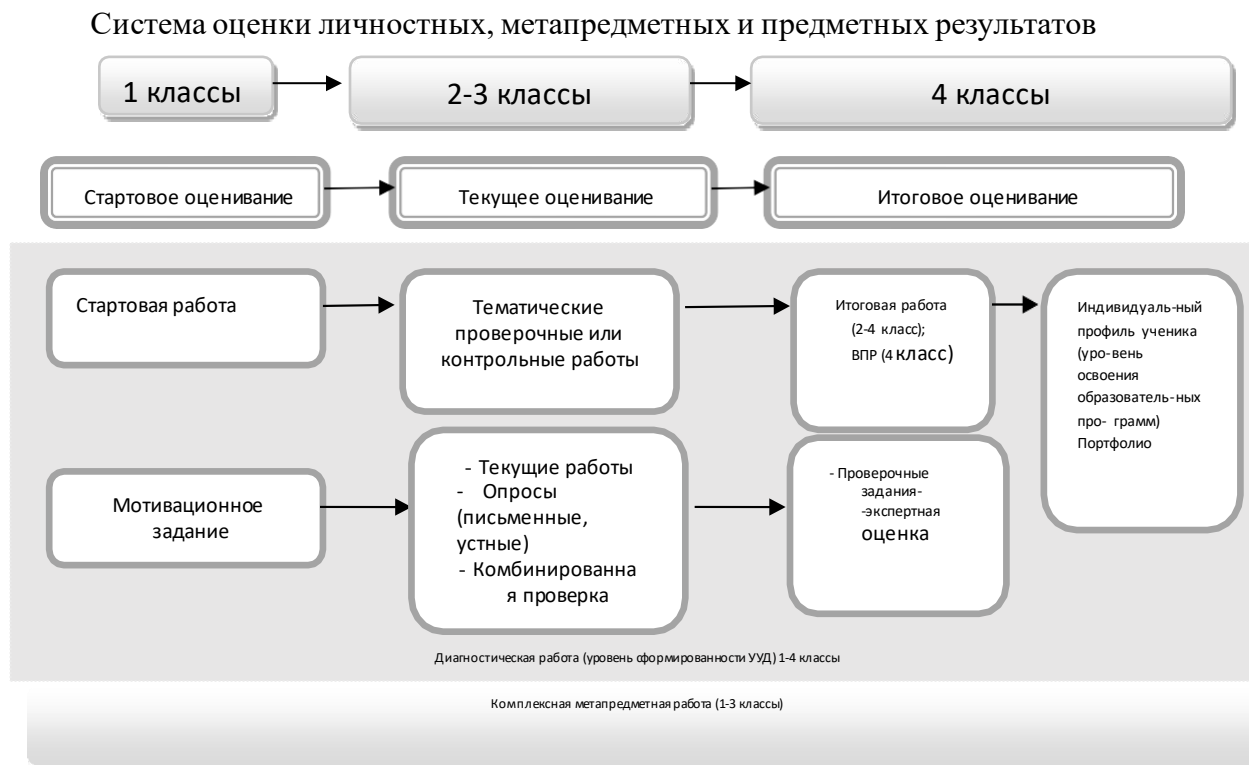 Система оценки личностных, метапредметных и предметных результатов
1 классы
2-3 классы
4 классы
Стартовое оценивание
Текущее оценивание
Итоговое оценивание
Стартовая работа
Тематические
проверочные или
контрольные работы
Итоговая работа
(2-4 класс);
ВПР (4 класс)
Индивидуаль-ный
профиль ученика
(уро-вень
освоения
образователь-ных
про- грамм)
Портфолио
Мотивационное
задание
- Текущие работы
- Опросы
(письменные,
устные)
- Комбинированна
я проверка
- Проверочные
задания-
-экспертная
оценка
Диагностическая работа (уровень сформированности УУД) 1-4 классы
Комплексная метапредметная работа (1-3 классы)